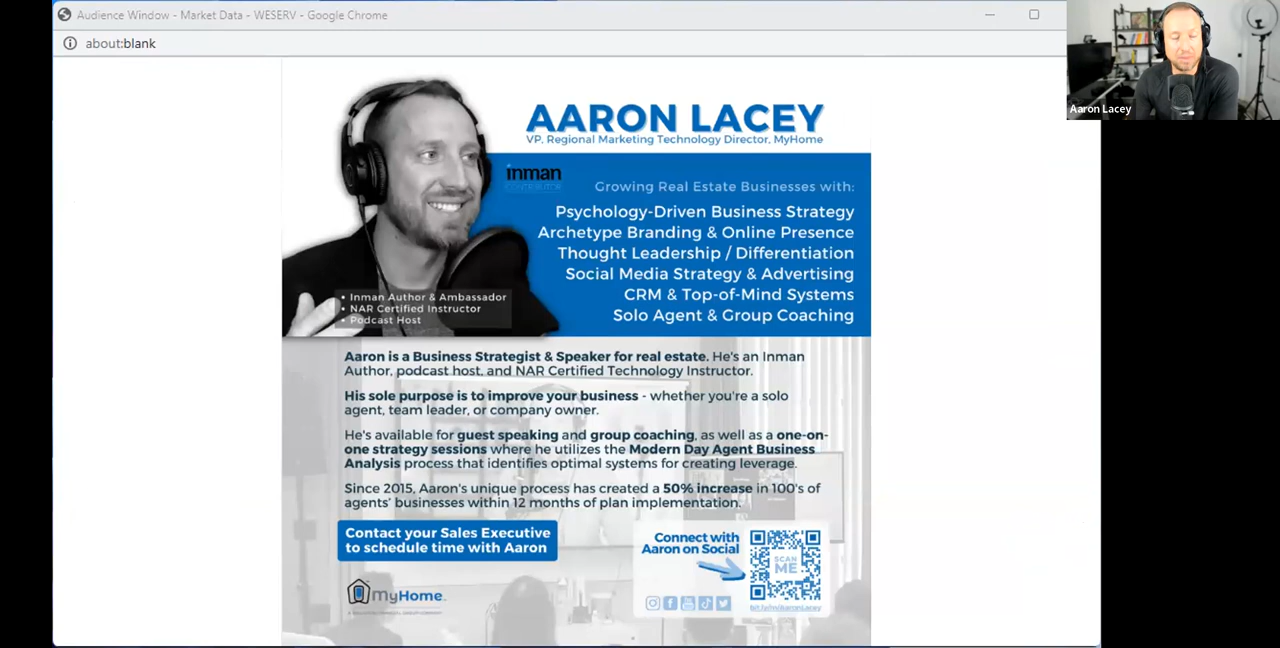 Audience Window - Market Data - WESERV - Google Chrome
about:blank
Aaron Lacey
AARON LACEY
VP, Regional Marketing Technology Director, MyHome
inman
Growing Real Estate Businesses with:
Psychology-Driven Business Strategy
Archetype Branding & Online Presence
Thought Leadership / Differentiation
Social Media Strategy & Advertising
CRM & Top-of-Mind Systems
Solo Agent & Group Coaching
• Inman Author & Ambassador
• NAR Certified Instructor
• Podcast Host
Aaron is a Business Strategist & Speaker for real estate. He's an Inman
Author, podcast host, and NAR Certified Technology Instructor.
His sole purpose is to improve your business - whether you're a solo
agent, team leader, or company owner.
He's available for guest speaking and group coaching, as well as a one-on-
one strategy sessions where he utilizes the Modern Day Agent Business
Analysis process that identifies optimal systems for creating leverage.
Since 2015, Aaron's unique process has created a 50% increase in 100's of
agents' businesses within 12 months of plan implementation.
Contact your Sales Executive
to schedule time with Aaron
Connect with
Aaron on Social
SCAN
ME
MyHome